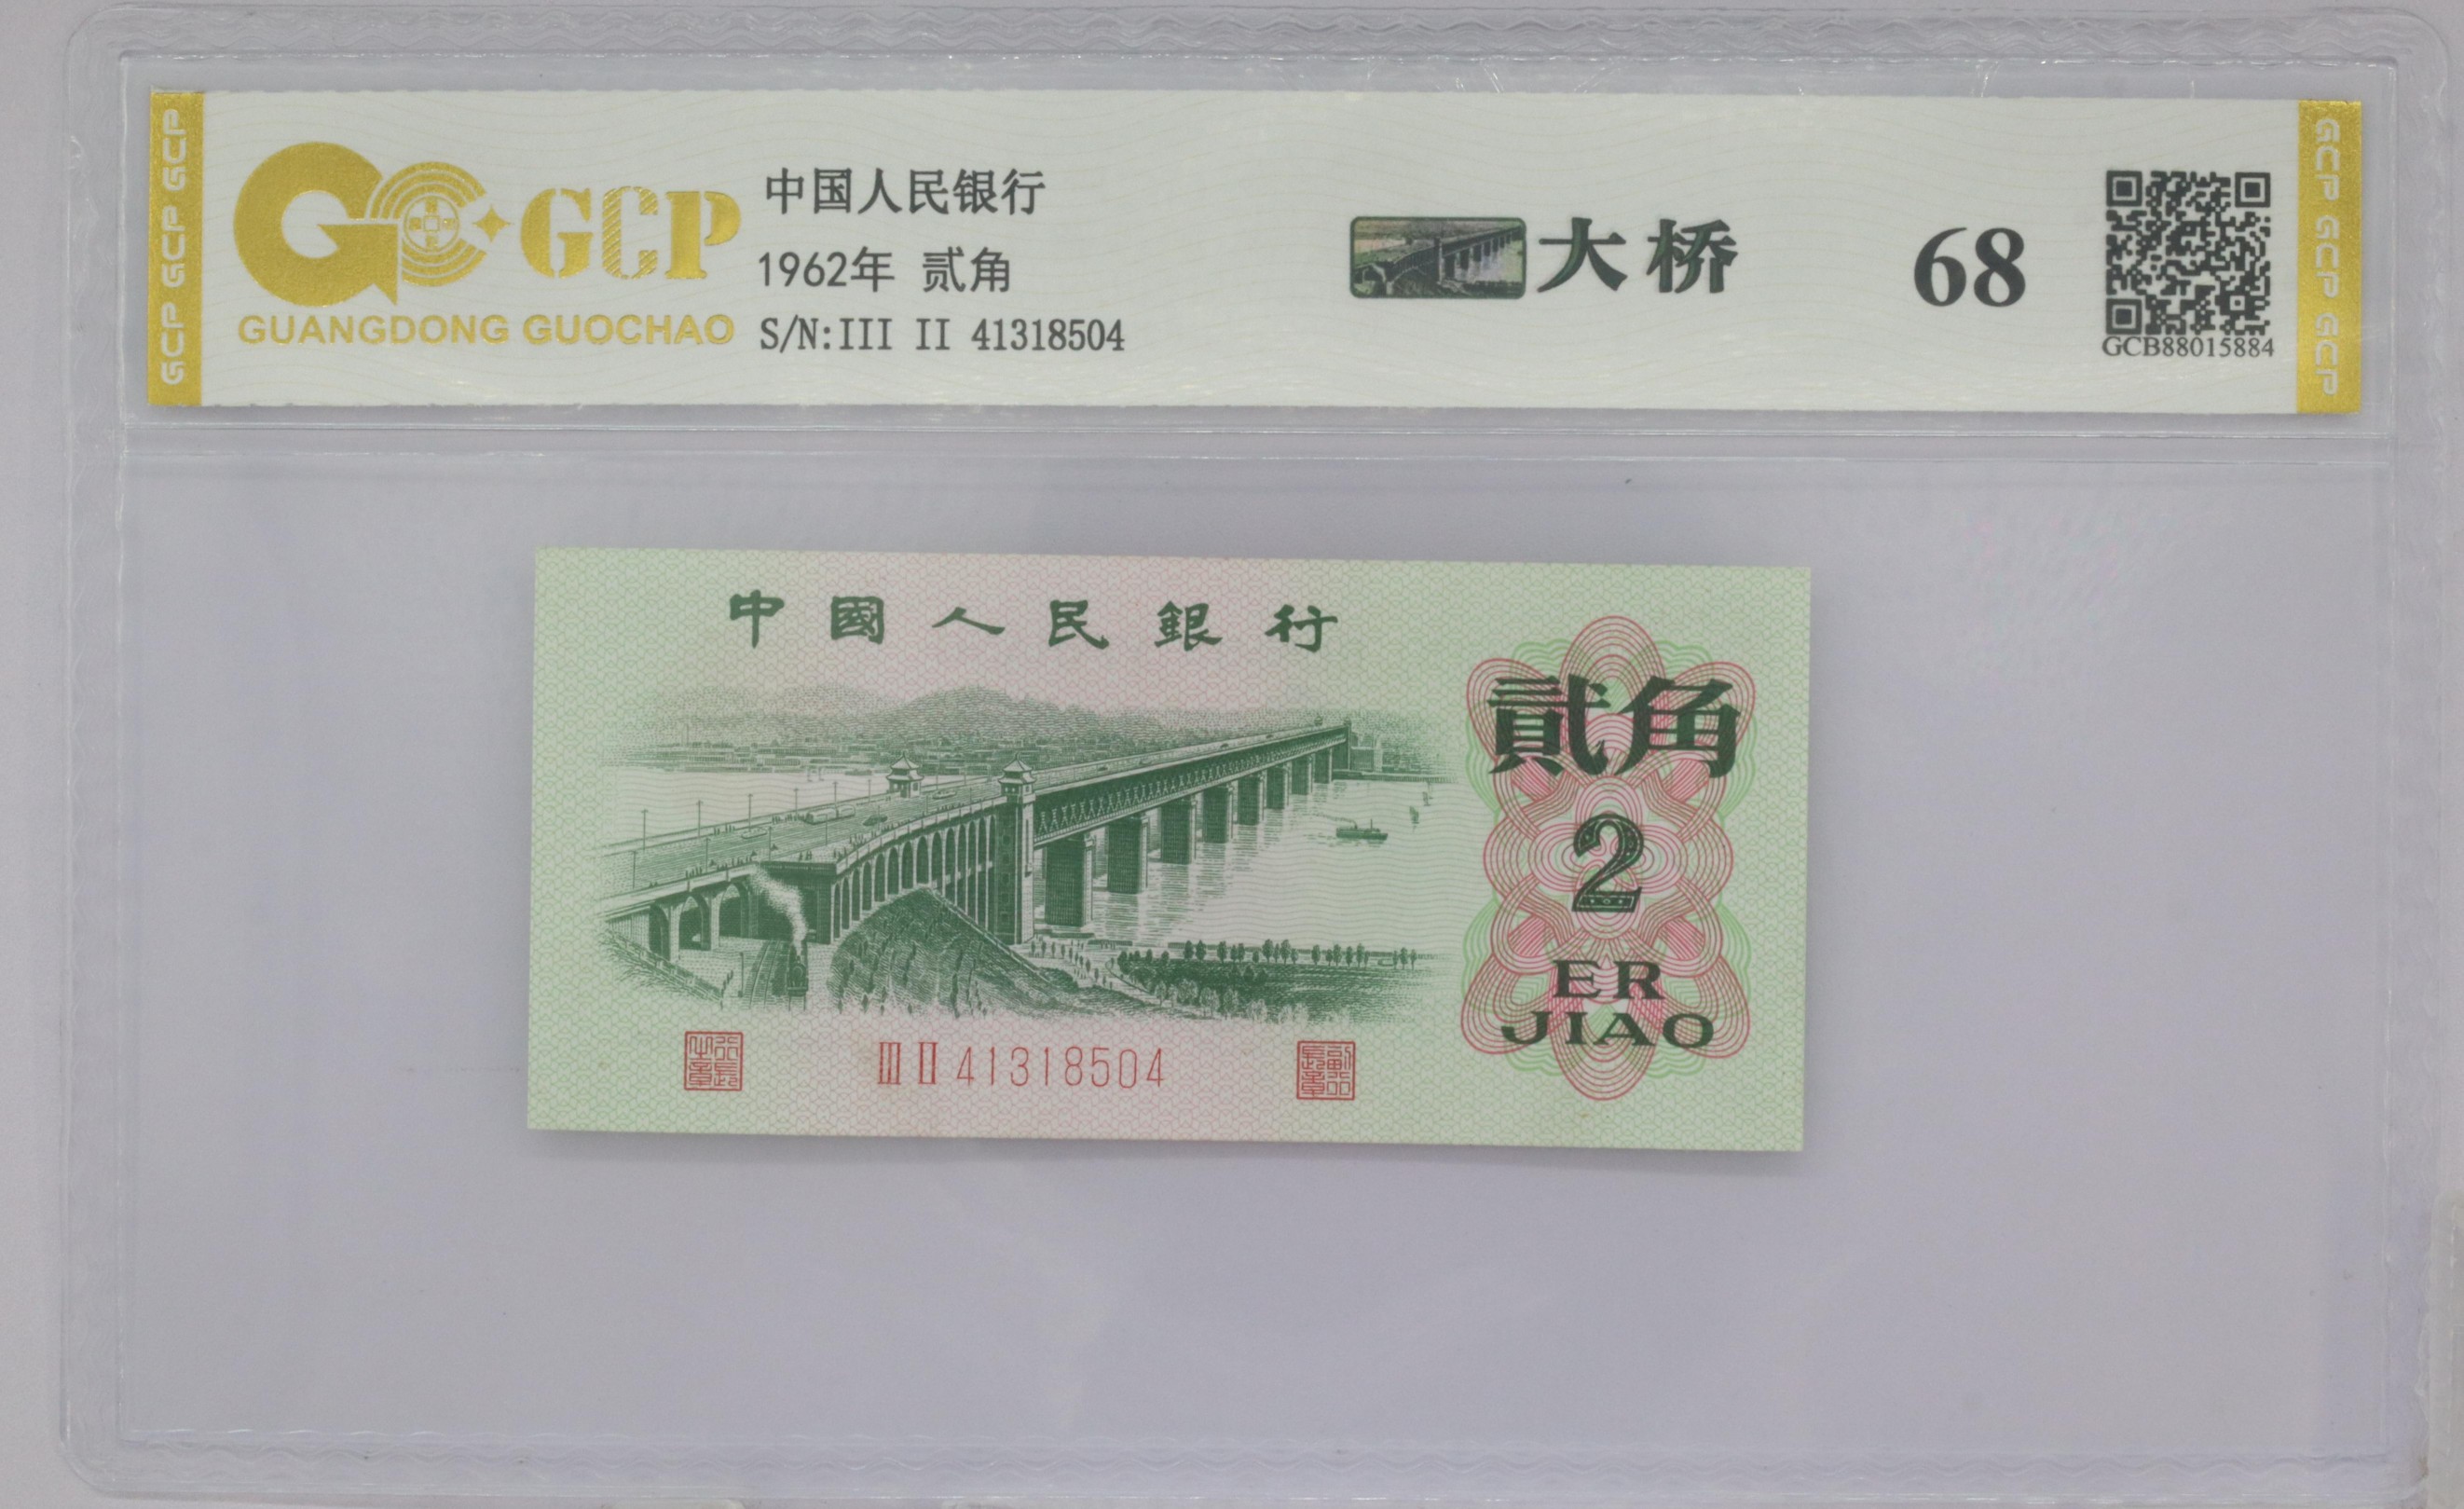 GCP GCP GCP
GCP
GUANGDONG GUOCHAO
中国人民银行
1962年 贰角
S/N:III II 41318504
大桥
68
GCB88015884
GCP GCP GCP
中國人民銀行
貳角
2
ER
JIAO
III II 41318504